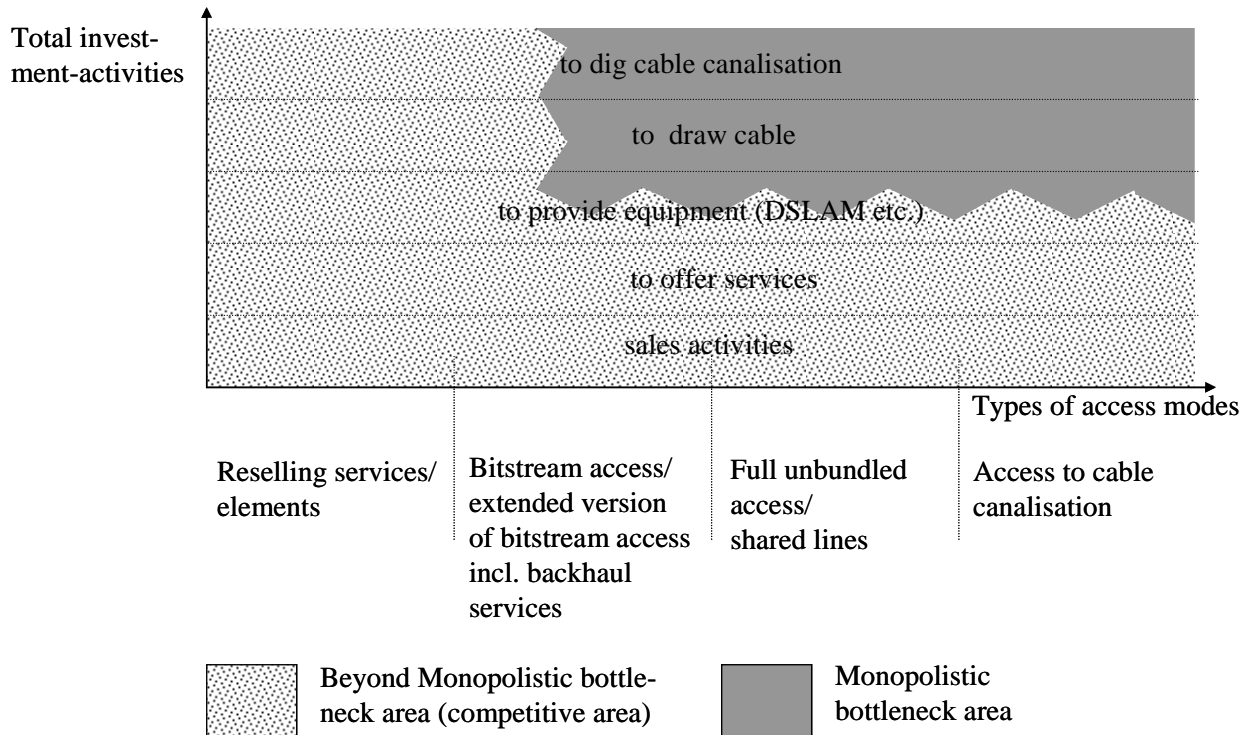 Total invest-
ment-activities
to dig cable canalisation
to draw cable
to provide equipment (DSLAM etc.)
to offer services
sales activities
Types of access modes
Reselling services/
elements
Bitstream access/
extended version
of bitstream access
incl. backhaul
services
Full unbundled
access/
shared lines
Access to cable
canalisation
Beyond Monopolistic bottle-
neck area (competitive area)
Monopolistic
bottleneck area